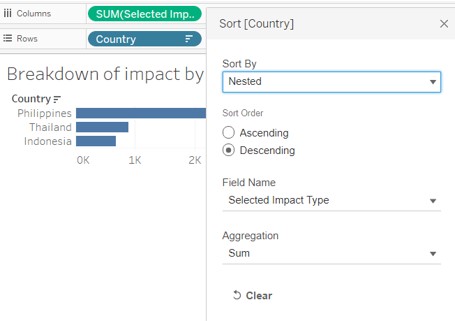 Columns
SUM(Selected Imp..
Rows
Country
Breakdown of impact by
Country
Philippines
Thailand
Indonesia
0K 1K 2K
Sort [Country]
Sort By
Nested
Sort Order
Ascending
Descending
Field Name
Selected Impact Type
Aggregation
Sum
Clear